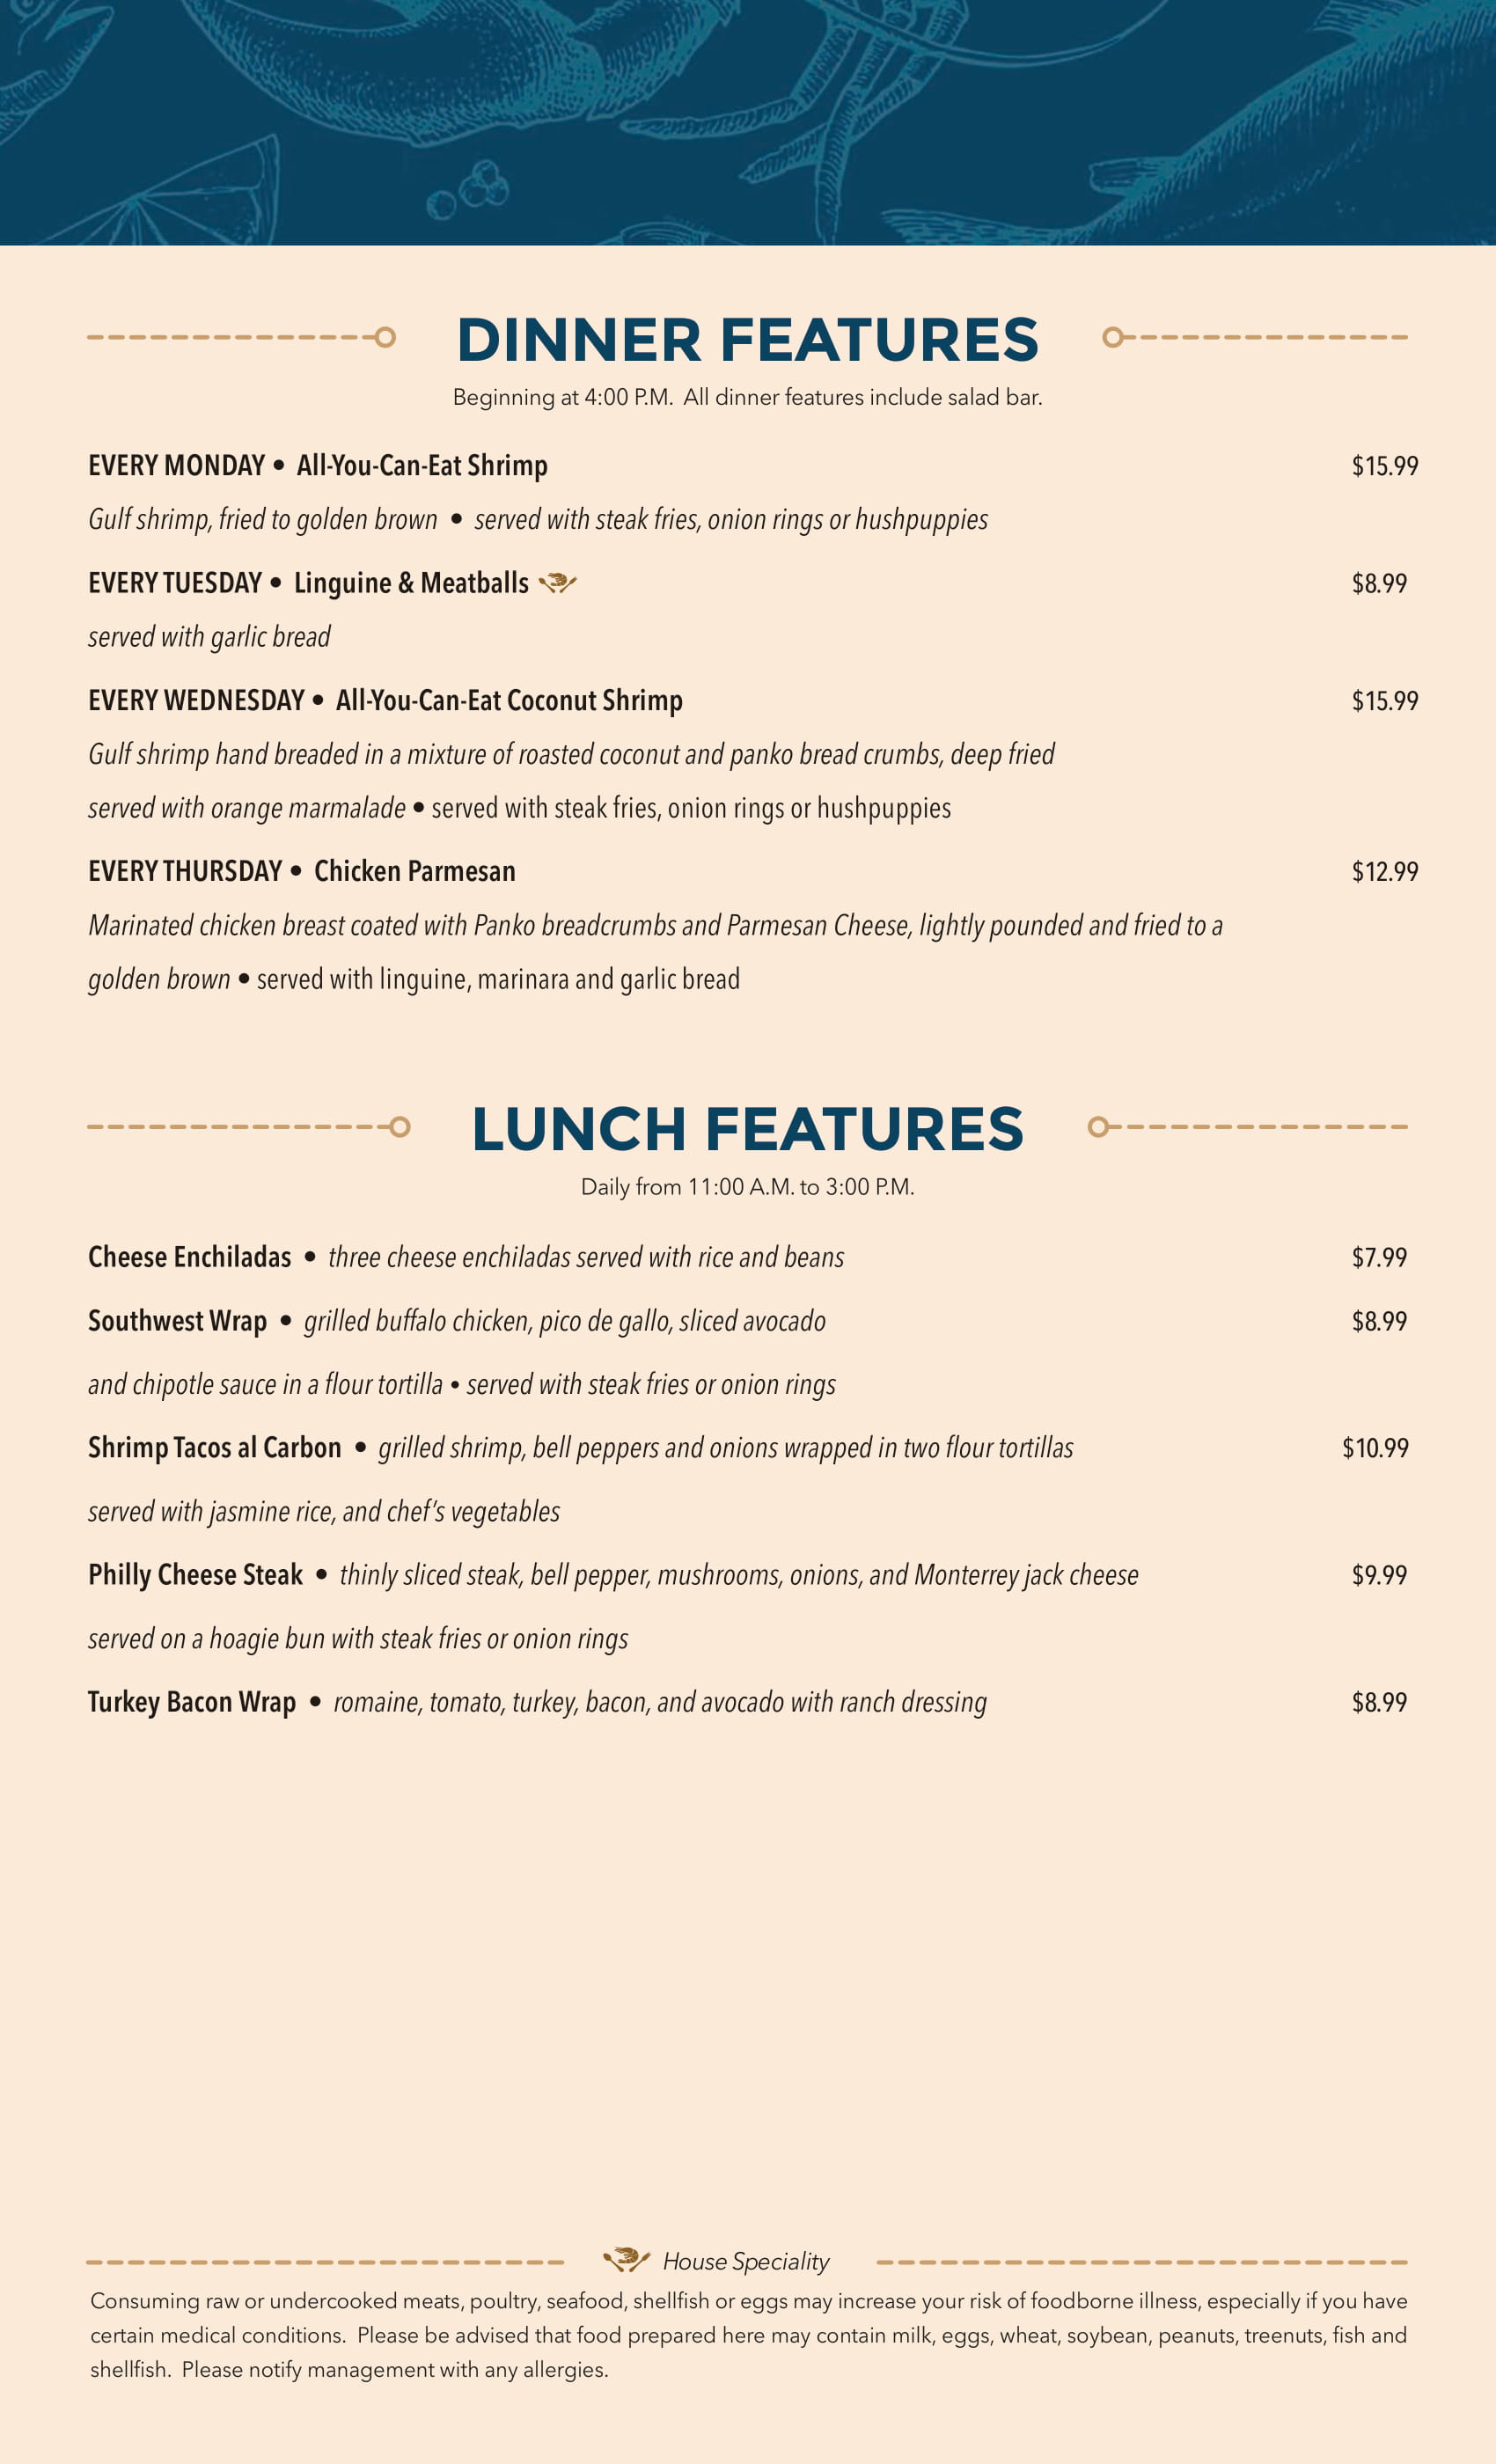 DINNER FEATURES
Beginning at 4:00 P.M. All dinner features include salad bar.
EVERY MONDAY • All-You-Can-Eat Shrimp $15.99
Gulf shrimp, fried to golden brown • served with steak fries, onion rings or hushpuppies
EVERY TUESDAY • Linguine & Meatballs $8.99
served with garlic bread
EVERY WEDNESDAY • All-You-Can-Eat Coconut Shrimp $15.99
Gulf shrimp hand breaded in a mixture of roasted coconut and panko bread crumbs, deep fried
served with orange marmalade • served with steak fries, onion rings or hushpuppies
EVERY THURSDAY • Chicken Parmesan $12.99
Marinated chicken breast coated with Panko breadcrumbs and Parmesan Cheese, lightly pounded and fried to a
golden brown • served with linguine, marinara and garlic bread
LUNCH FEATURES
Daily from 11:00 A.M. to 3:00 P.M.
Cheese Enchiladas • three cheese enchiladas served with rice and beans $7.99
Southwest Wrap • grilled buffalo chicken, pico de gallo, sliced avocado $8.99
and chipotle sauce in a flour tortilla • served with steak fries or onion rings
Shrimp Tacos al Carbon • grilled shrimp, bell peppers and onions wrapped in two flour tortillas $10.99
served with jasmine rice, and chef's vegetables
Philly Cheese Steak • thinly sliced steak, bell pepper, mushrooms, onions, and Monterrey jack cheese $9.99
served on a hoagie bun with steak fries or onion rings
Turkey Bacon Wrap • romaine, tomato, turkey, bacon, and avocado with ranch dressing $8.99
House Speciality
Consuming raw or undercooked meats, poultry, seafood, shellfish or eggs may increase your risk of foodborne illness, especially if you have
certain medical conditions. Please be advised that food prepared here may contain milk, eggs, wheat, soybean, peanuts, treenuts, fish and
shellfish. Please notify management with any allergies.